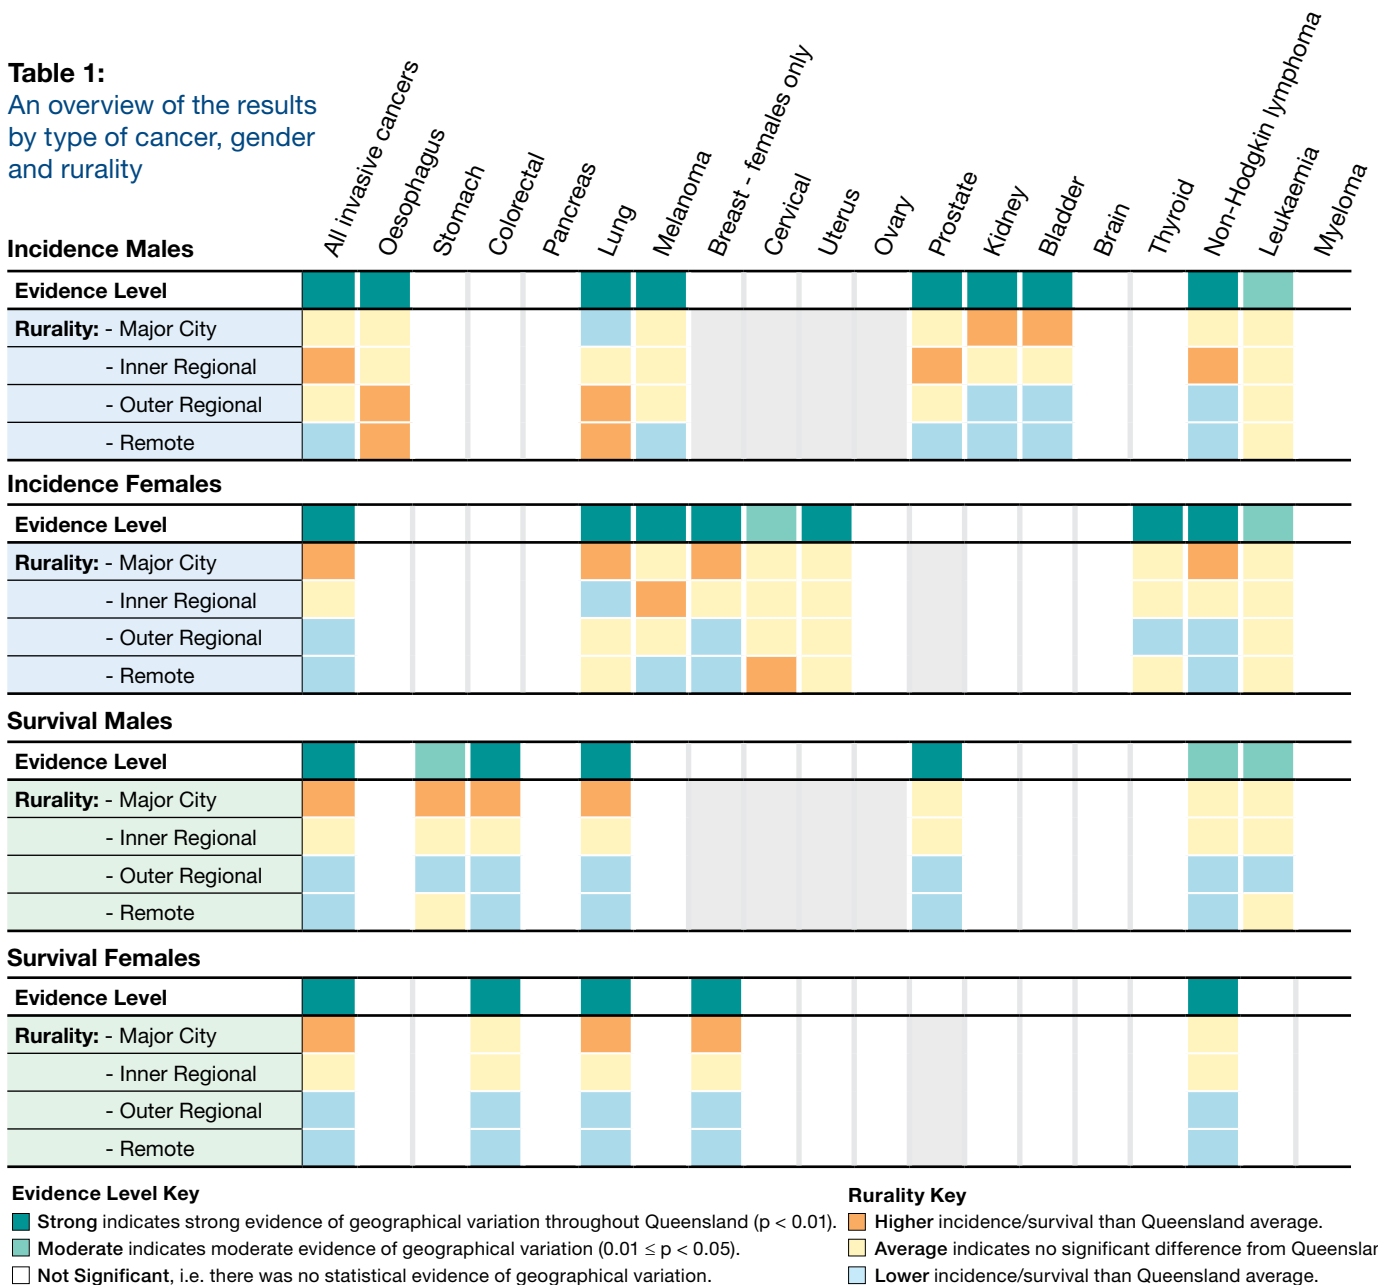 Table 1:
An overview of the results
by type of cancer, gender
and rurality
All invasive cancers
Oesophagus
Stomach
Colorectal
Pancreas
Lung
Melanoma
Breast - females only
Cervical
Uterus
Ovary
Prostate
Kidney
Bladder
Brain
Thyroid
Non-Hodgkin lymphoma
Leukaemia
Myeloma
Incidence Males
Evidence Level
Rurality: - Major City
- Inner Regional
- Outer Regional
- Remote
Incidence Females
Evidence Level
Rurality: - Major City
- Inner Regional
- Outer Regional
- Remote
Survival Males
Evidence Level
Rurality: - Major City
- Inner Regional
- Outer Regional
- Remote
Survival Females
Evidence Level
Rurality: - Major City
- Inner Regional
- Outer Regional
- Remote
Evidence Level Key
Strong indicates strong evidence of geographical variation throughout Queensland (p < 0.01).
Moderate indicates moderate evidence of geographical variation (0.01 ≤ p < 0.05).
Not Significant, i.e. there was no statistical evidence of geographical variation.
Rurality Key
Higher incidence/survival than Queensland average.
Average indicates no significant difference from Queenslan
Lower incidence/survival than Queensland average.